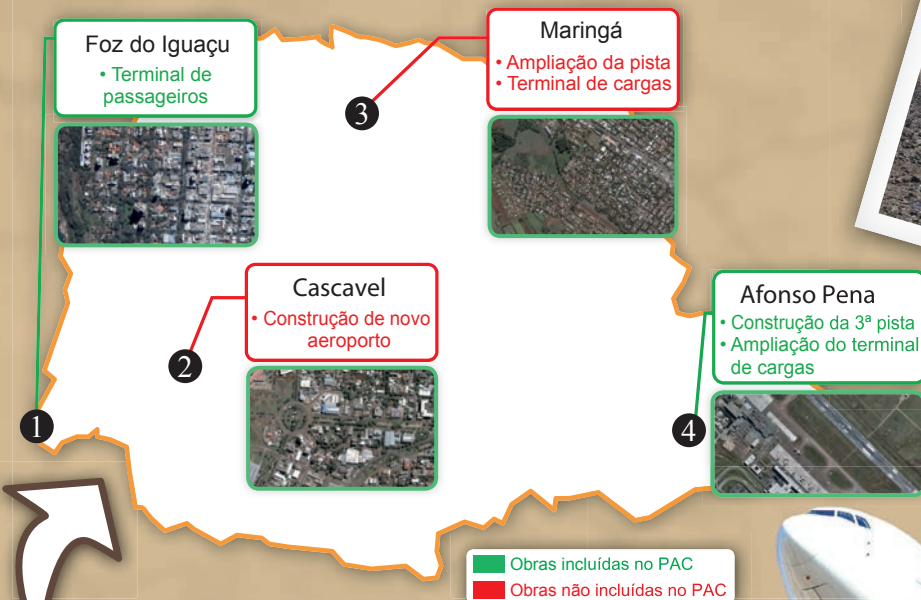 Foz do Iguaçu
• Terminal de
passageiros
Maringá
• Ampliação da pista
• Terminal de cargas
3
Cascavel
• Construção de novo
aeroporto
2
Afonso Pena
• Construção da 3ª pista
• Ampliação do terminal
de cargas
1
4
Obras incluídas no PAC
Obras não incluídas no PAC